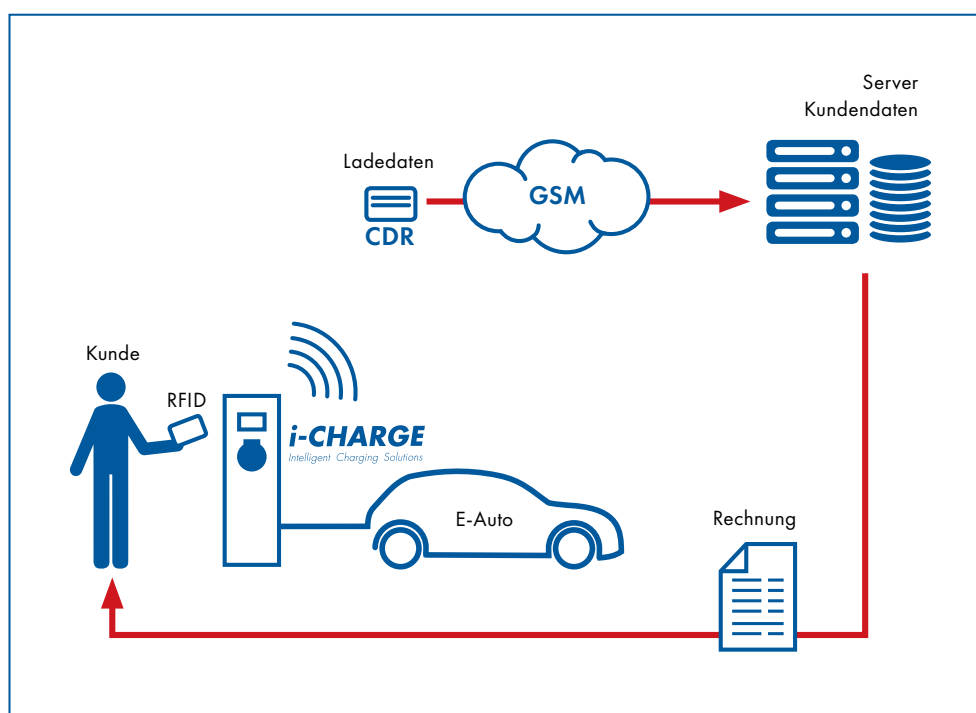 Server
Kundendaten
Ladedaten
GSM
CDR
Kunde
RFID
i-CHARGE
Intelligent Charging Solutions
E-Auto
Rechnung